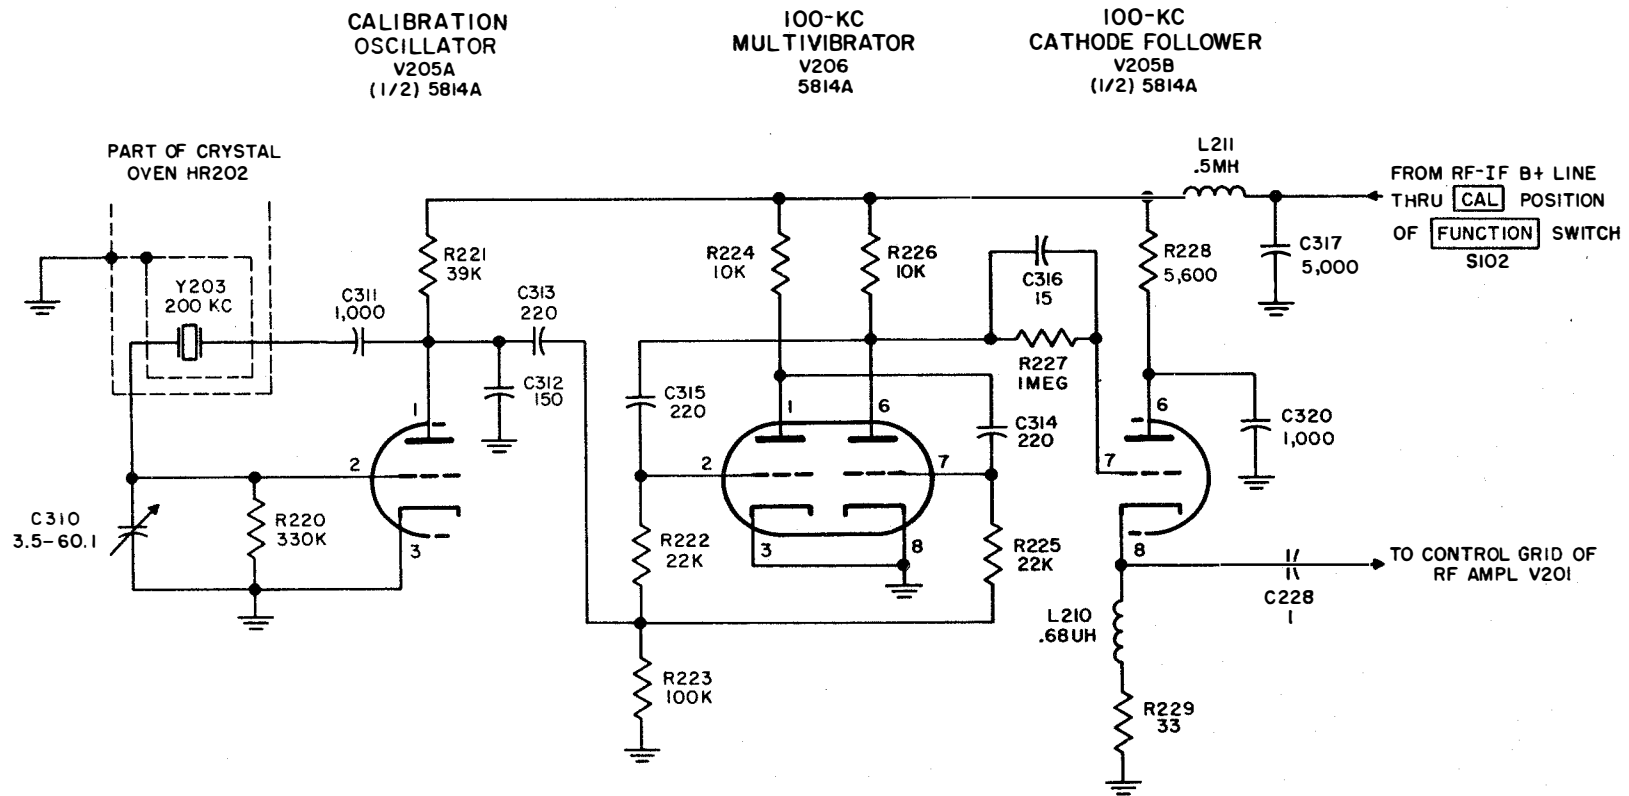 CALIBRATION
OSCILLATOR
V205A
(1/2) 5814A
100-KC
MULTIVIBRATOR
V206
5814A
100-KC
CATHODE FOLLOWER
V205B
(1/2) 5814A
PART OF CRYSTAL
OVEN HR202
L211
.5MH
FROM RF-IF B+ LINE
THRU CAL POSITION
OF FUNCTION SWITCH
S102
R221
39K
R224
10K
R226
10K
C316
15
R228
5,600
C317
5,000
Y203
200 KC
C311
1,000
C313
220
C312
150
R227
1MEG
C315
220
C314
220
C320
1,000
1
2
3
1
6
2
7
3
8
6
7
8
C310
3.5-60.1
R220
330K
R222
22K
R225
22K
TO CONTROL GRID OF
RF AMPL V201
C228
1
L210
.68UH
R223
100K
R229
33